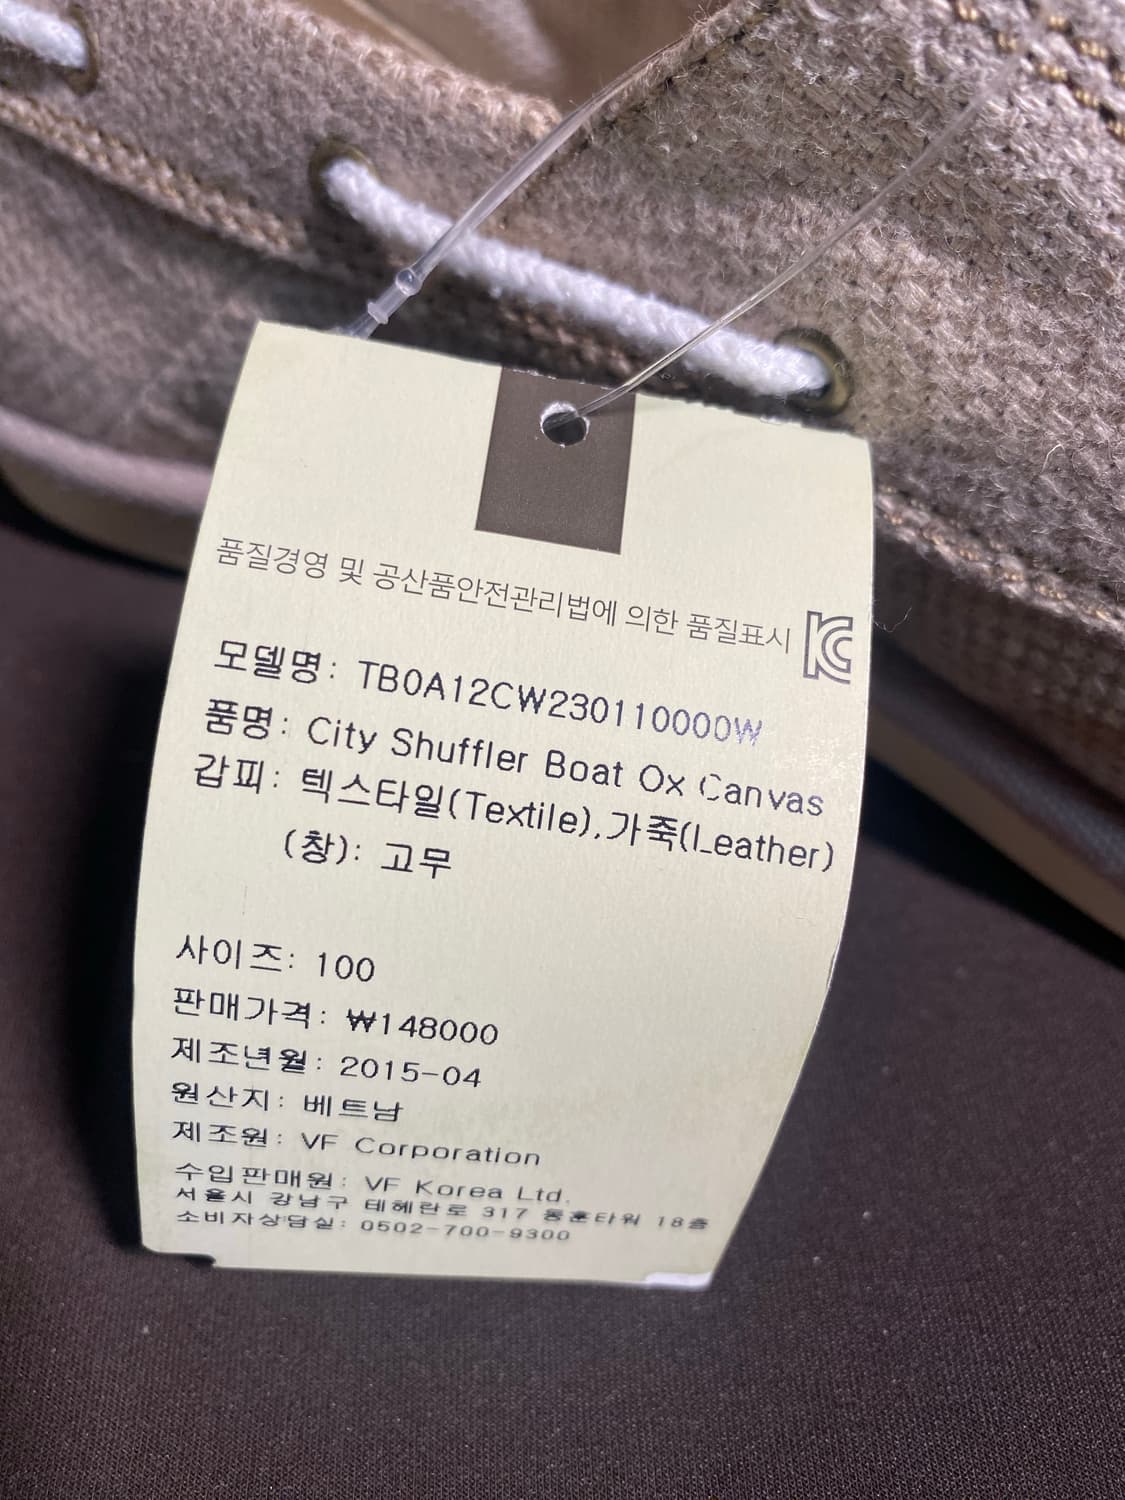 품질경영 및 공산품안전관리법에 의한 품질표시
모델명: TB0A12CW230110000W
품명: City Shuffler Boat Ox Canvas
갑피: 텍스타일(Textile),가죽(Leather)
(창): 고무
사이즈: 100
판매가격: ₩148000
제조년월: 2015-04
원산지: 베트남
제조원: VF Corporation
수입판매원: VF Korea Ltd.
서울시 강남구 테헤란로 317 동훈타워 18층
소비자상담실: 0502-700-9300